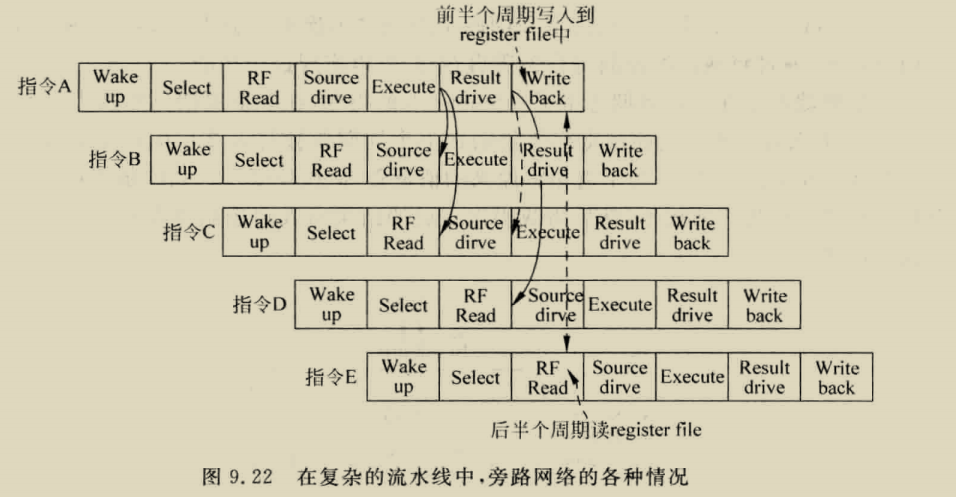 前半个周期写入到
register file中
指令A Wake up Select RF Read Source dirve Execute Result drive Write back
指令B Wake up Select RF Read Source dirve Execute Result drive Write back
指令C Wake up Select RF Read Source dirve Execute Result drive Write back
指令D Wake up Select RF Read Source dirve Execute Result drive Write back
指令E Wake up Select RF Read Source dirve Execute Result drive Write back
后半个周期读register file
图 9.22 在复杂的流水线中,旁路网络的各种情况